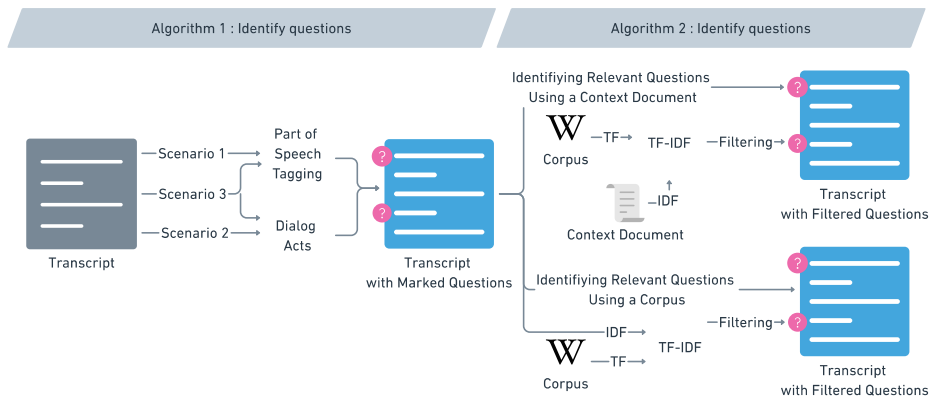 Algorithm 1 : Identify questions
Algorithm 2 : Identify questions
Transcript
Scenario 1
Scenario 3
Scenario 2
Part of
Speech
Tagging
Dialog
Acts
?
?
Transcript
with Marked Questions
Identifiying Relevant Questions
Using a Context Document
W
Corpus
TF
TF-IDF
Filtering
IDF
Context Document
?
?
Transcript
with Filtered Questions
Identifiying Relevant Questions
Using a Corpus
IDF
W
Corpus
TF
TF-IDF
Filtering
?
?
Transcript
with Filtered Questions